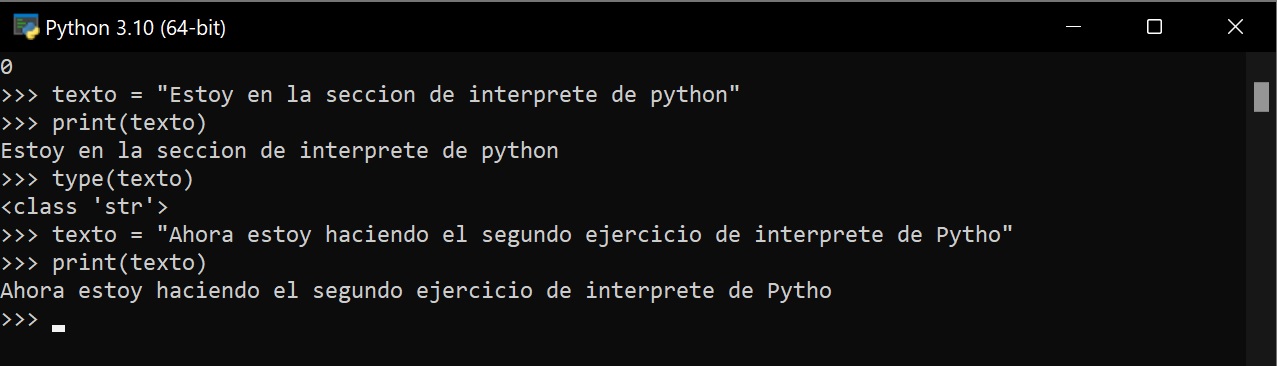 Python 3.10 (64-bit)
0
>>> texto = "Estoy en la seccion de interprete de python"
>>> print(texto)
Estoy en la seccion de interprete de python
>>> type(texto)
<class 'str'>
>>> texto = "Ahora estoy haciendo el segundo ejercicio de interprete de Pytho"
>>> print(texto)
Ahora estoy haciendo el segundo ejercicio de interprete de Pytho
>>>